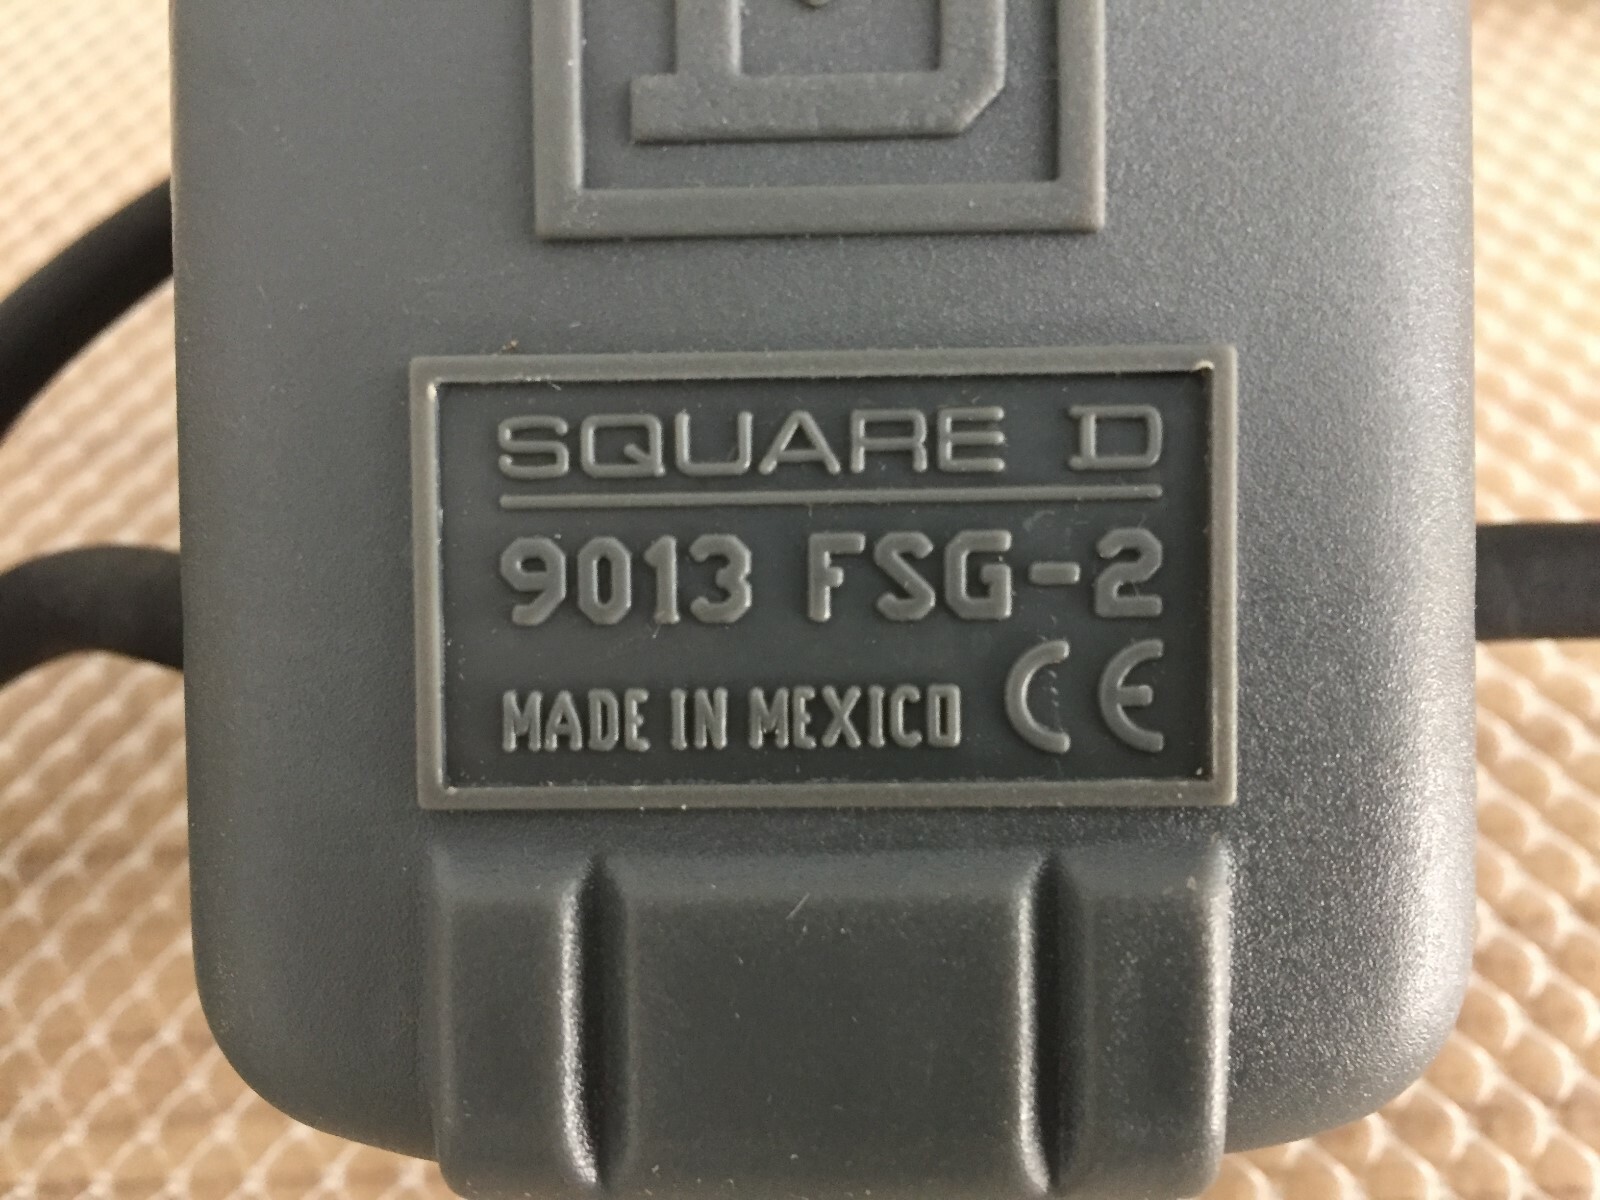 D
SQUARE D
9013 FSG-2
MADE IN MEXICO CE